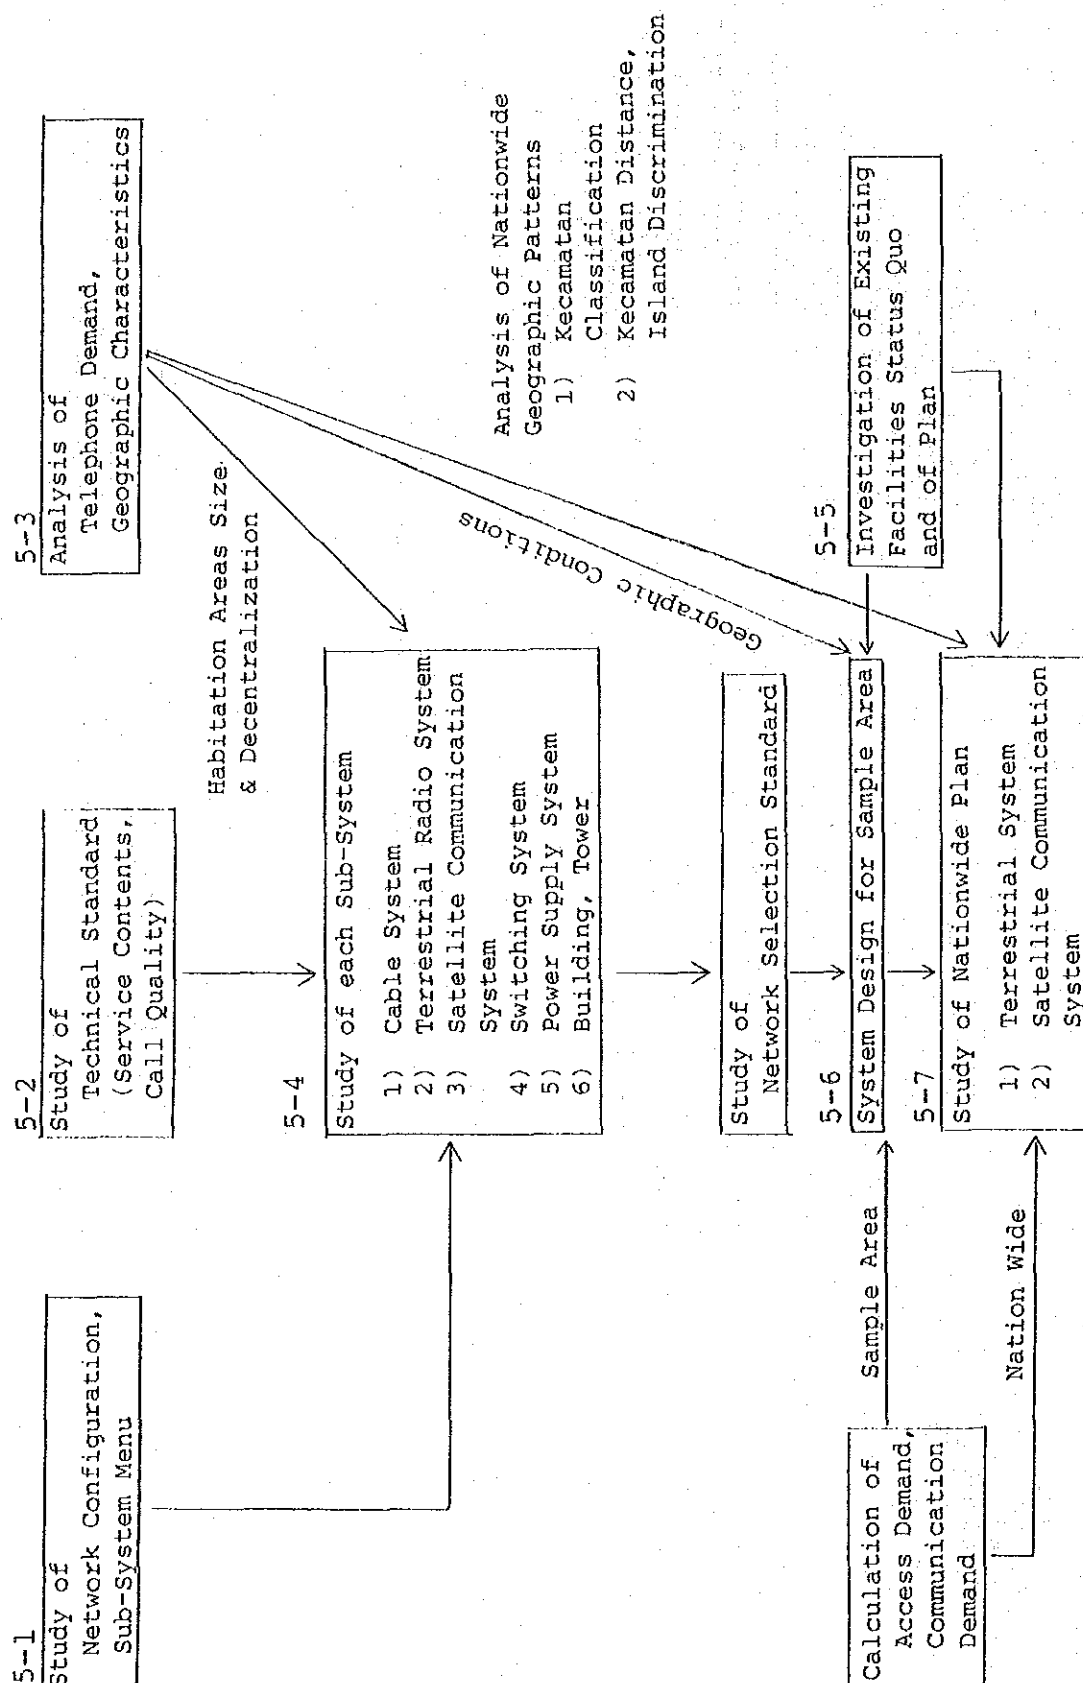 5-1
Study of
Network Configuration,
Sub-System Menu
5-2
Study of
Technical Standard
(Service Contents,
Call Quality)
5-3
Analysis of
Telephone Demand,
Geographic Characteristics
Habitation Areas Size
& Decentralization
5-4
Study of each Sub-System
1) Cable System
2) Terrestrial Radio System
3) Satellite Communication
System
4) Switching System
5) Power Supply System
6) Building, Tower
Geographic Conditions
Analysis of Nationwide
Geographic Patterns
1) Kecamatan
Classification
2) Kecamatan Distance,
Island Discrimination
Study of
Network Selection Standard
5-5
Investigation of Existing
Facilities Status Quo
and of Plan
5-6
System Design for Sample Area
Calculation of
Access Demand,
Communication
Demand
Sample Area
Nation Wide
5-7
Study of Nationwide Plan
1) Terrestrial System
2) Satellite Communication
System